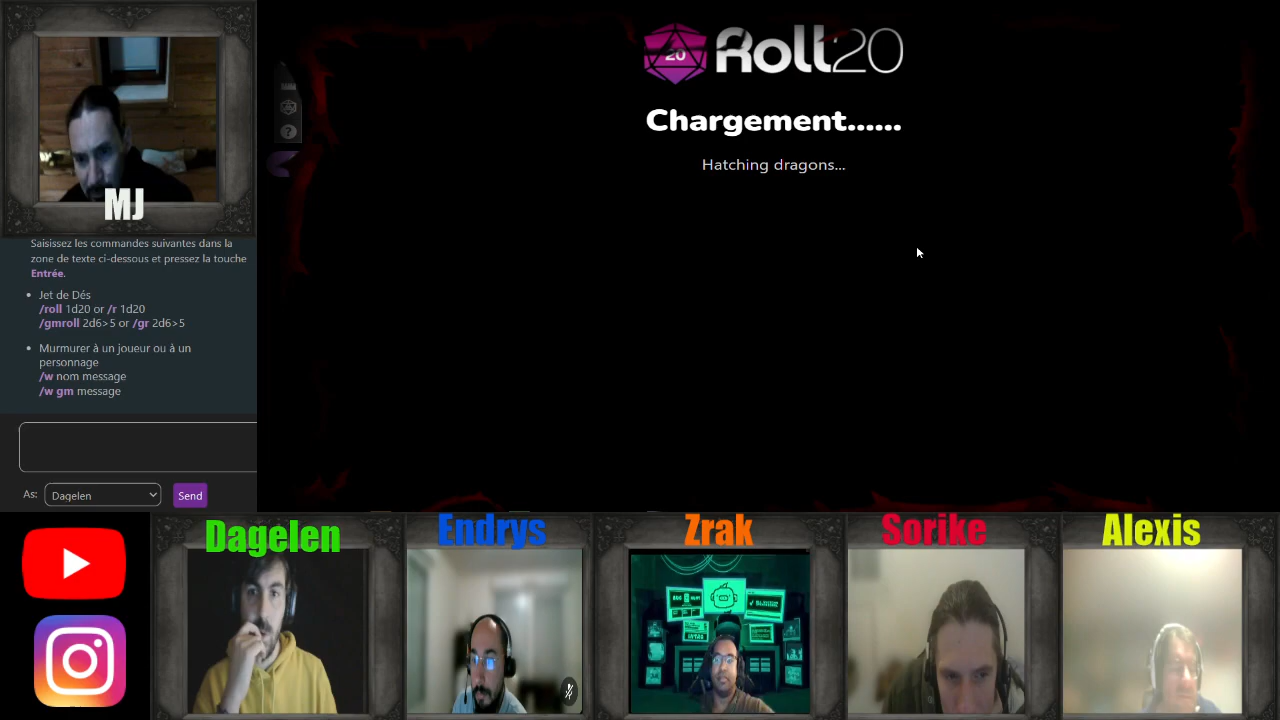 20
Roll20
Chargement......
Hatching dragons...
MJ
Saisissez les commandes suivantes dans la
zone de texte ci-dessous et pressez la touche
Entrée.
Jet de Dés
/roll 1d20 or /r 1d20
/gmroll 2d6>5 or /gr 2d6>5
Murmurer à un joueur ou à un
personnage
/w nom message
/w gm message
As:
Dagelen
Send
?
Dagelen
Endrys
Zrak
Sorike
Alexis